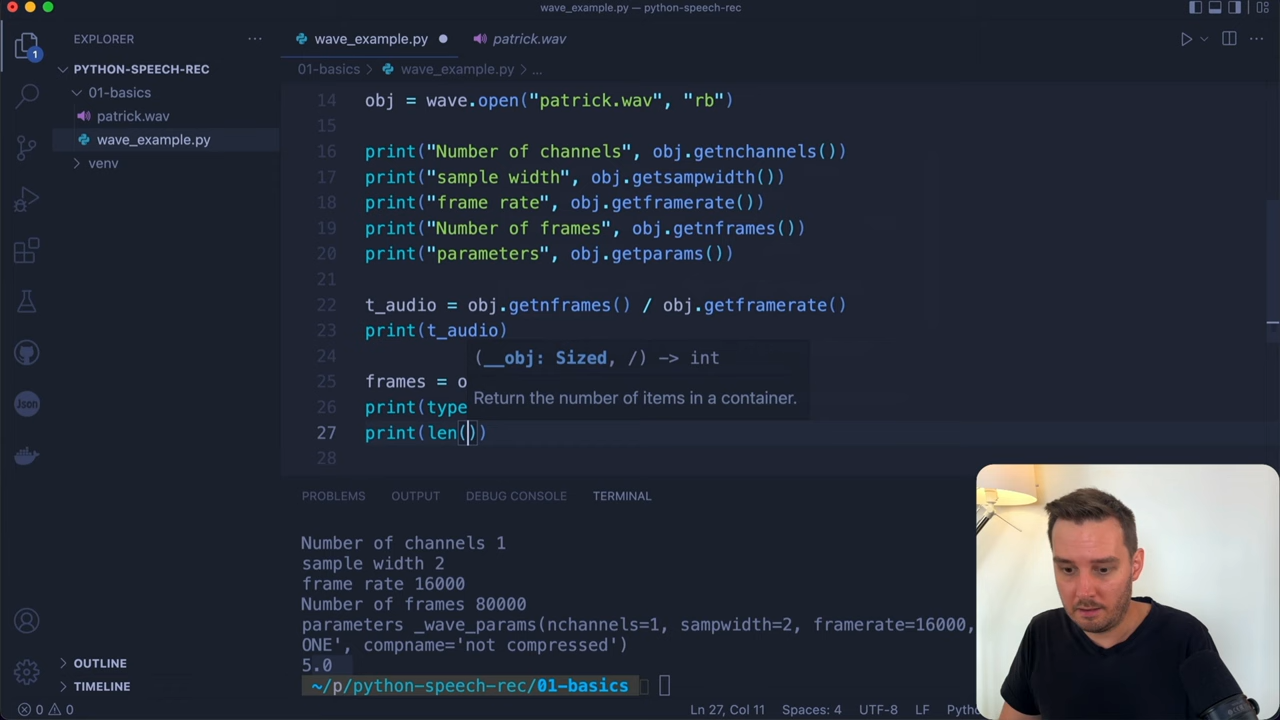 wave_example.py — python-speech-rec
EXPLORER
PYTHON-SPEECH-REC
01-basics
patrick.wav
wave_example.py
venv
OUTLINE
TIMELINE
1
Json
wave_example.py
patrick.wav
01-basics > wave_example.py > ...
14 obj = wave.open("patrick.wav", "rb")
15
16 print("Number of channels", obj.getnchannels())
17 print("sample width", obj.getsampwidth())
18 print("frame rate", obj.getframerate())
19 print("Number of frames", obj.getnframes())
20 print("parameters", obj.getparams())
21
22 t_audio = obj.getnframes() / obj.getframerate()
23 print(t_audio)
24
(__obj: Sized, /) -> int
Return the number of items in a container.
25 frames = o
26 print(type
27 print(len())
28
PROBLEMS OUTPUT DEBUG CONSOLE TERMINAL
Number of channels 1
sample width 2
frame rate 16000
Number of frames 80000
parameters _wave_params(nchannels=1, sampwidth=2, framerate=16000,
ONE', compname='not compressed')
5.0
~/p/python-speech-rec/01-basics
0 0
Ln 27, Col 11 Spaces: 4 UTF-8 LF Pytho